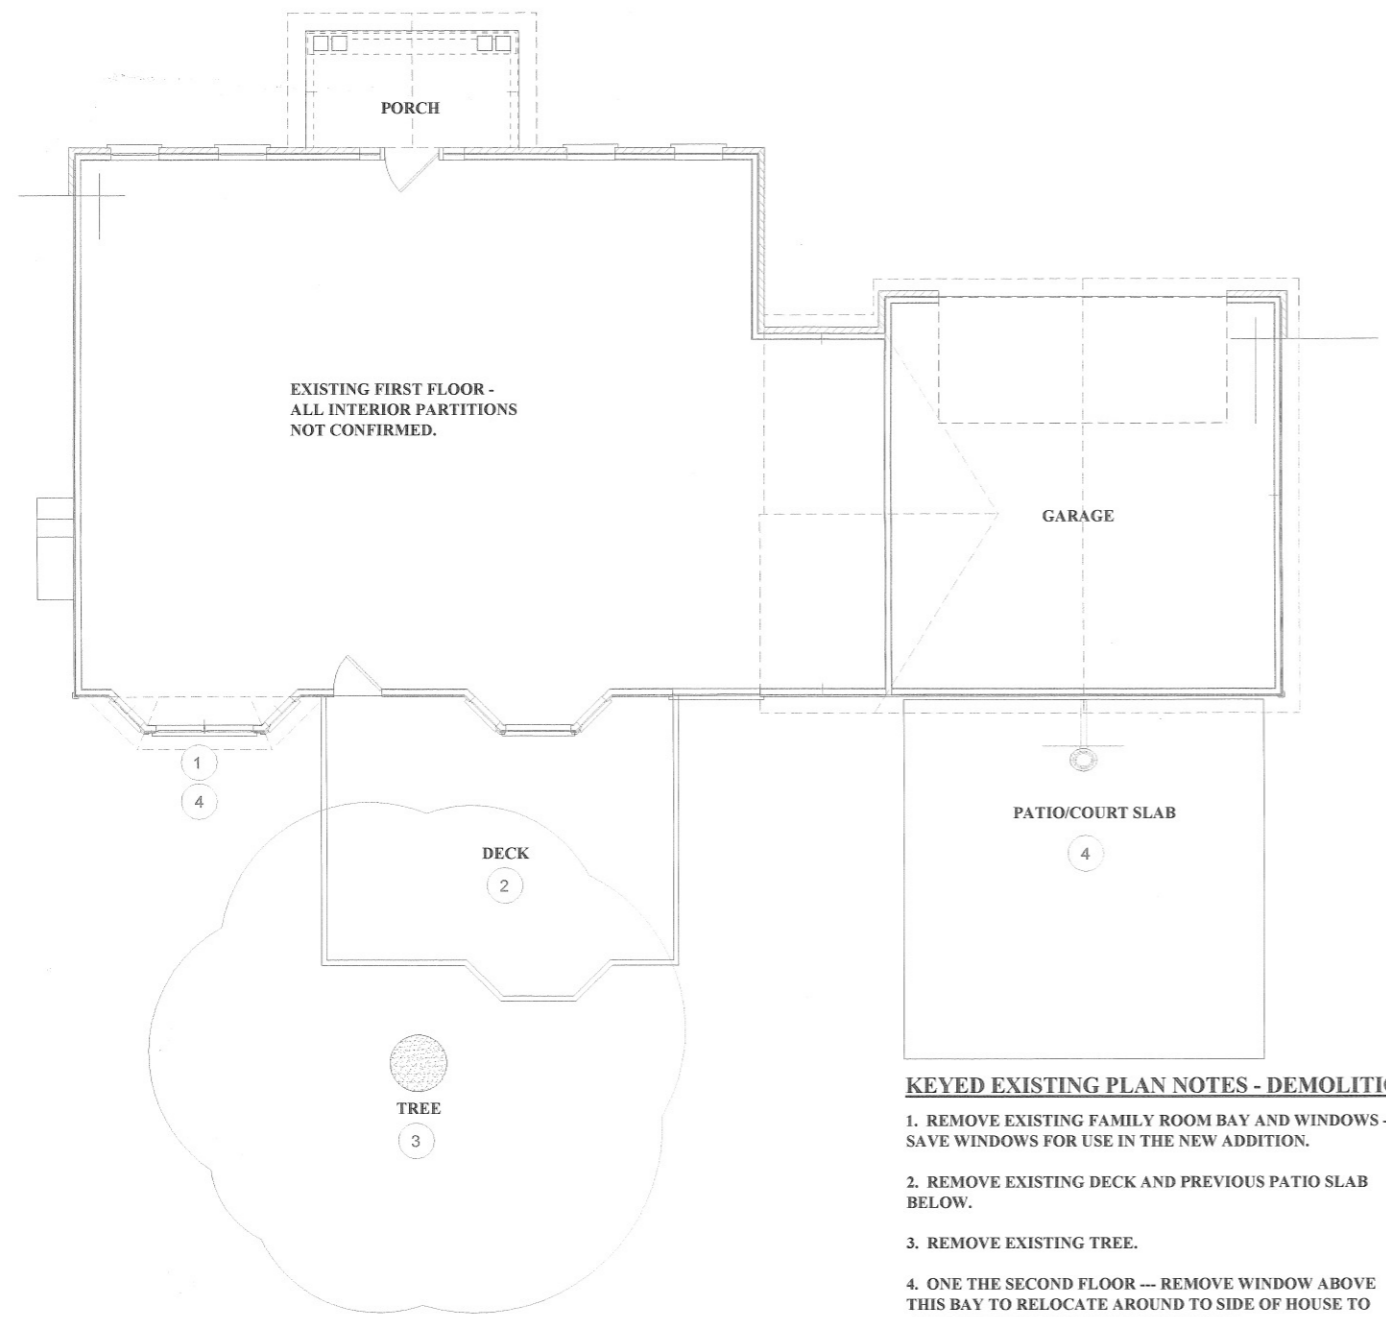 PORCH
EXISTING FIRST FLOOR -
ALL INTERIOR PARTITIONS
NOT CONFIRMED.
GARAGE
1
4
PATIO/COURT SLAB
4
DECK
2
TREE
3
KEYED EXISTING PLAN NOTES - DEMOLITIO
1. REMOVE EXISTING FAMILY ROOM BAY AND WINDOWS -
SAVE WINDOWS FOR USE IN THE NEW ADDITION.
2. REMOVE EXISTING DECK AND PREVIOUS PATIO SLAB
BELOW.
3. REMOVE EXISTING TREE.
4. ONE THE SECOND FLOOR --- REMOVE WINDOW ABOVE
THIS BAY TO RELOCATE AROUND TO SIDE OF HOUSE TO